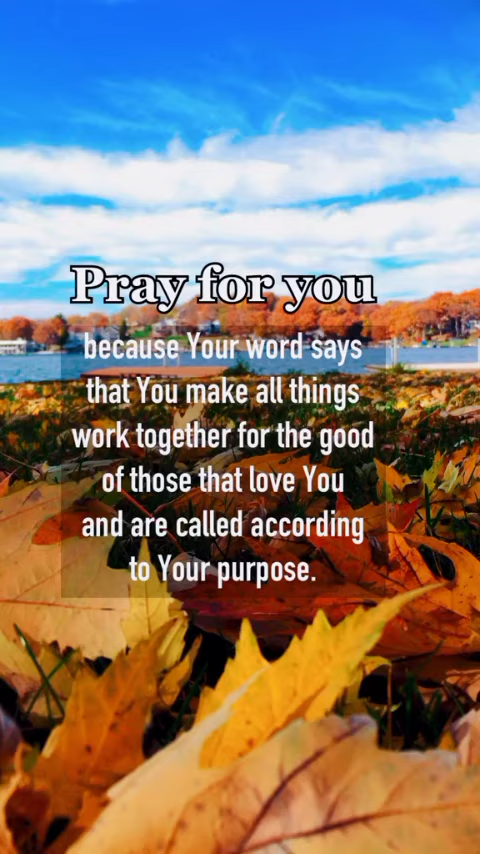 Pray for you
because Your word says
that You make all things
work together for the good
of those that love You
and are called according
to Your purpose.